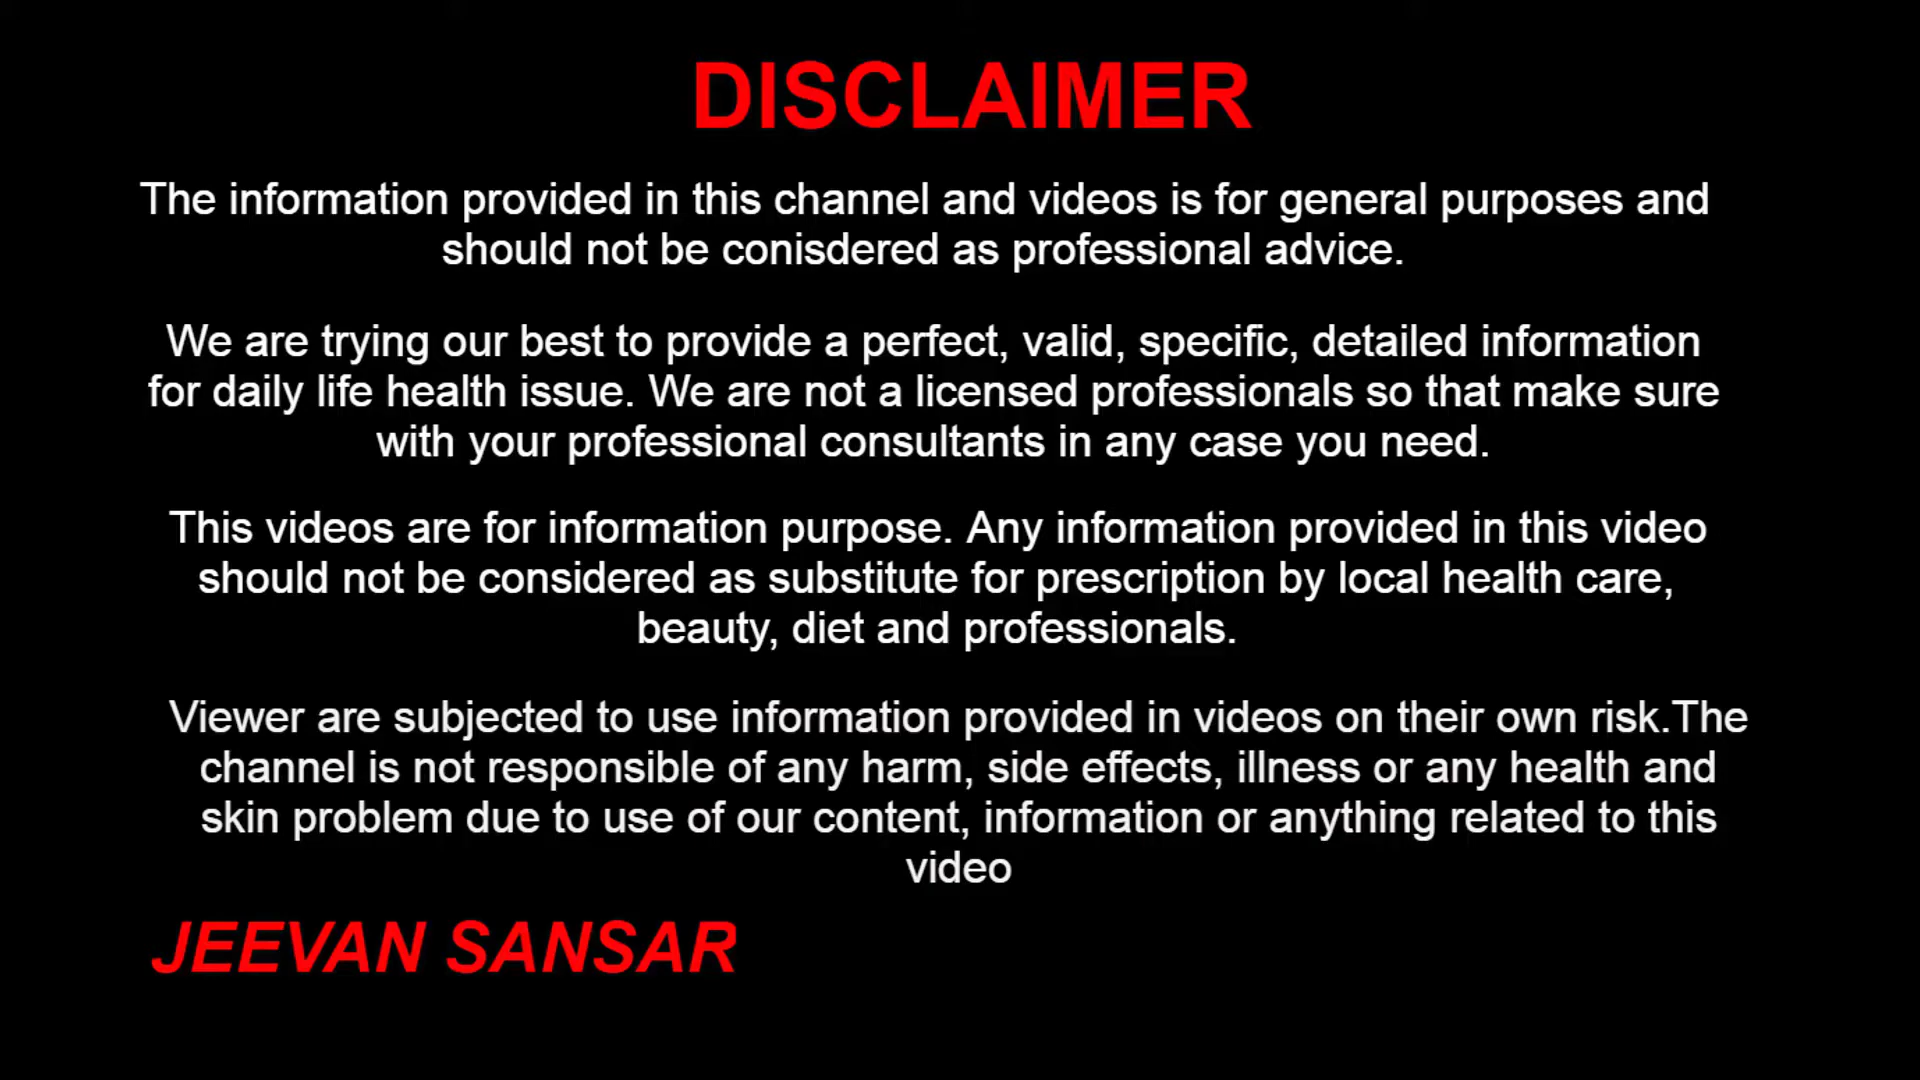 DISCLAIMER
The information provided in this channel and videos is for general purposes and
should not be conisdered as professional advice.
We are trying our best to provide a perfect, valid, specific, detailed information
for daily life health issue. We are not a licensed professionals so that make sure
with your professional consultants in any case you need.
This videos are for information purpose. Any information provided in this video
should not be considered as substitute for prescription by local health care,
beauty, diet and professionals.
Viewer are subjected to use information provided in videos on their own risk.The
channel is not responsible of any harm, side effects, illness or any health and
skin problem due to use of our content, information or anything related to this
video
JEEVAN SANSAR